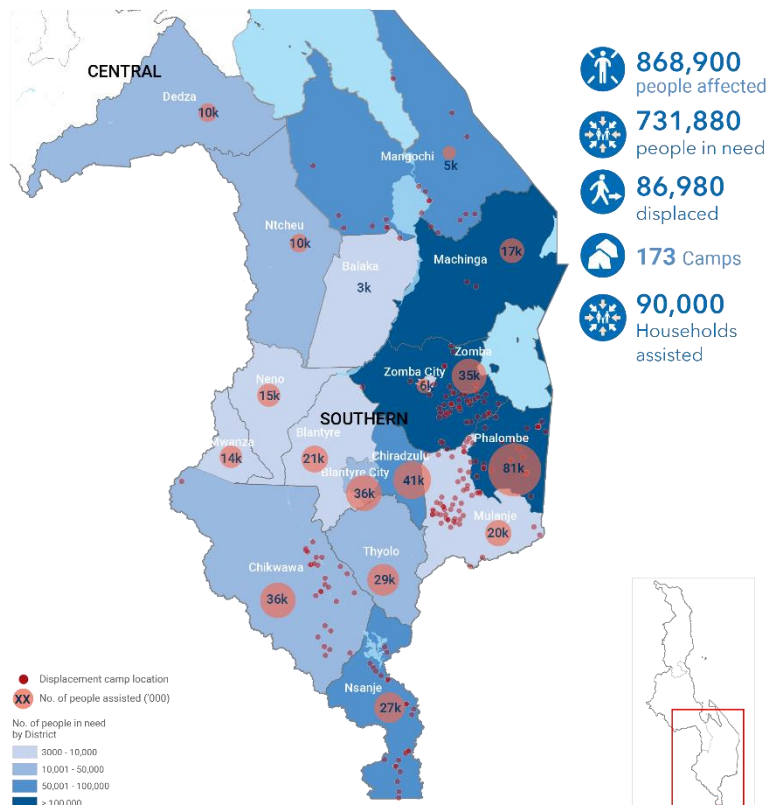 CENTRAL
Dedza
10k
Mangochi
5k
Ntcheu
10k
Balaka
3k
Machinga
17k
Zomba
35k
Zomba City
6k
Neno
15k
SOUTHERN
Phalombe
81k
Mwanza
14k
Blantyre
21k
Blantyre City
36k
Chiradzulu
41k
Mulanje
20k
Thyolo
29k
Chikwawa
36k
Nsanje
27k
868,900
people affected
731,880
people in need
86,980
displaced
173 Camps
90,000
Households
assisted
Displacement camp location
XX No. of people assisted ('000)
No. of people in need
by District
3000 - 10,000
10,001 - 50,000
50,001 - 100,000
> 100,000